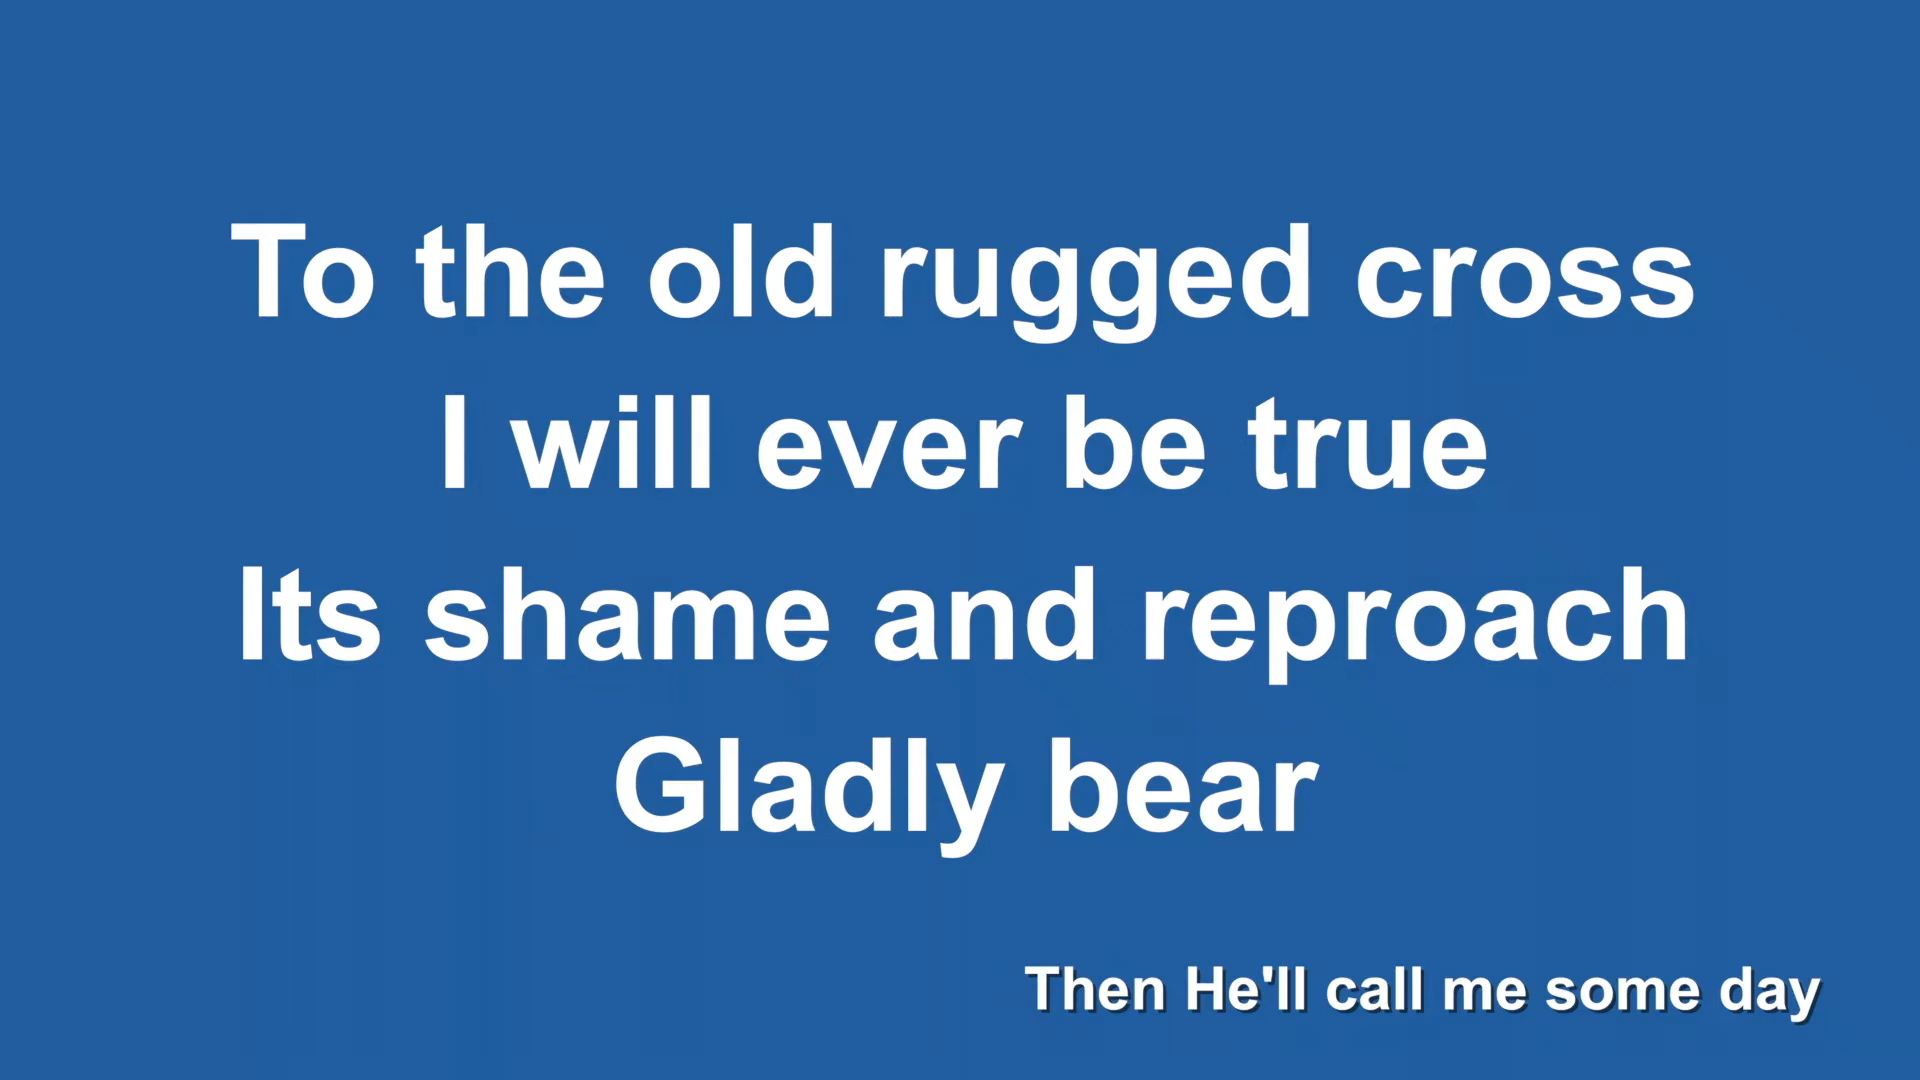 To the old rugged cross
I will ever be true
Its shame and reproach
Gladly bear
Then He'll call me some day